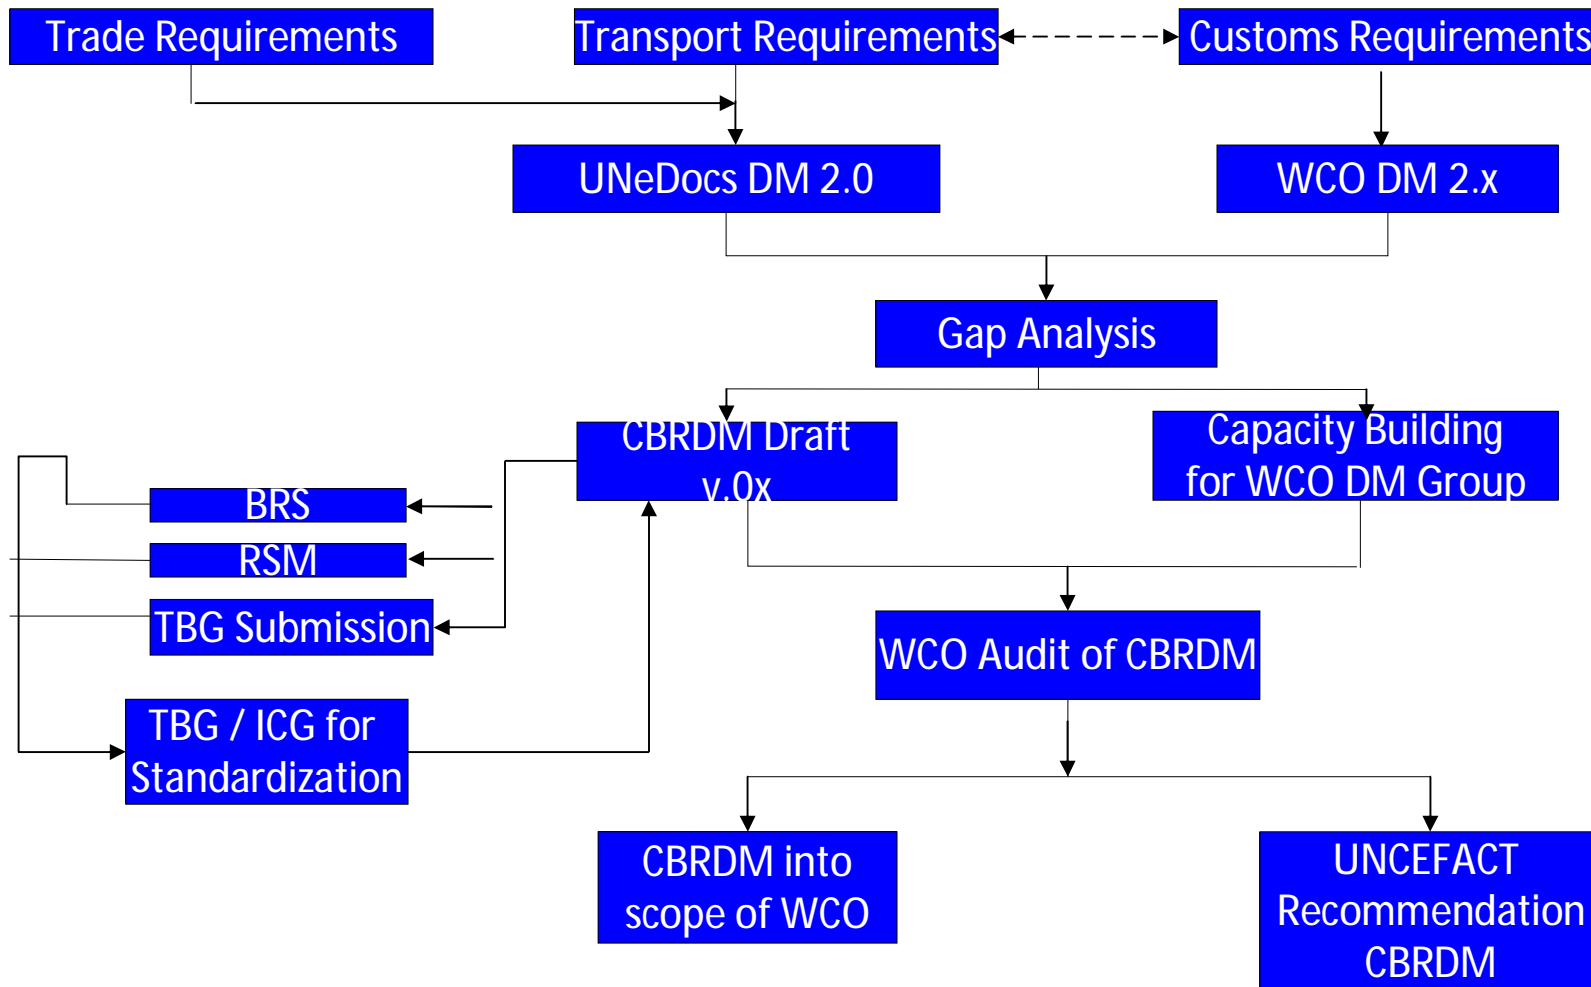 Trade Requirements
Transport Requirements
Customs Requirements
UNeDocs DM 2.0
WCO DM 2.x
Gap Analysis
CBRDM Draft
v.0x
Capacity Building
for WCO DM Group
BRS
RSM
TBG Submission
WCO Audit of CBRDM
TBG / ICG for
Standardization
CBRDM into
scope of WCO
UNCEFACT
Recommendation
CBRDM